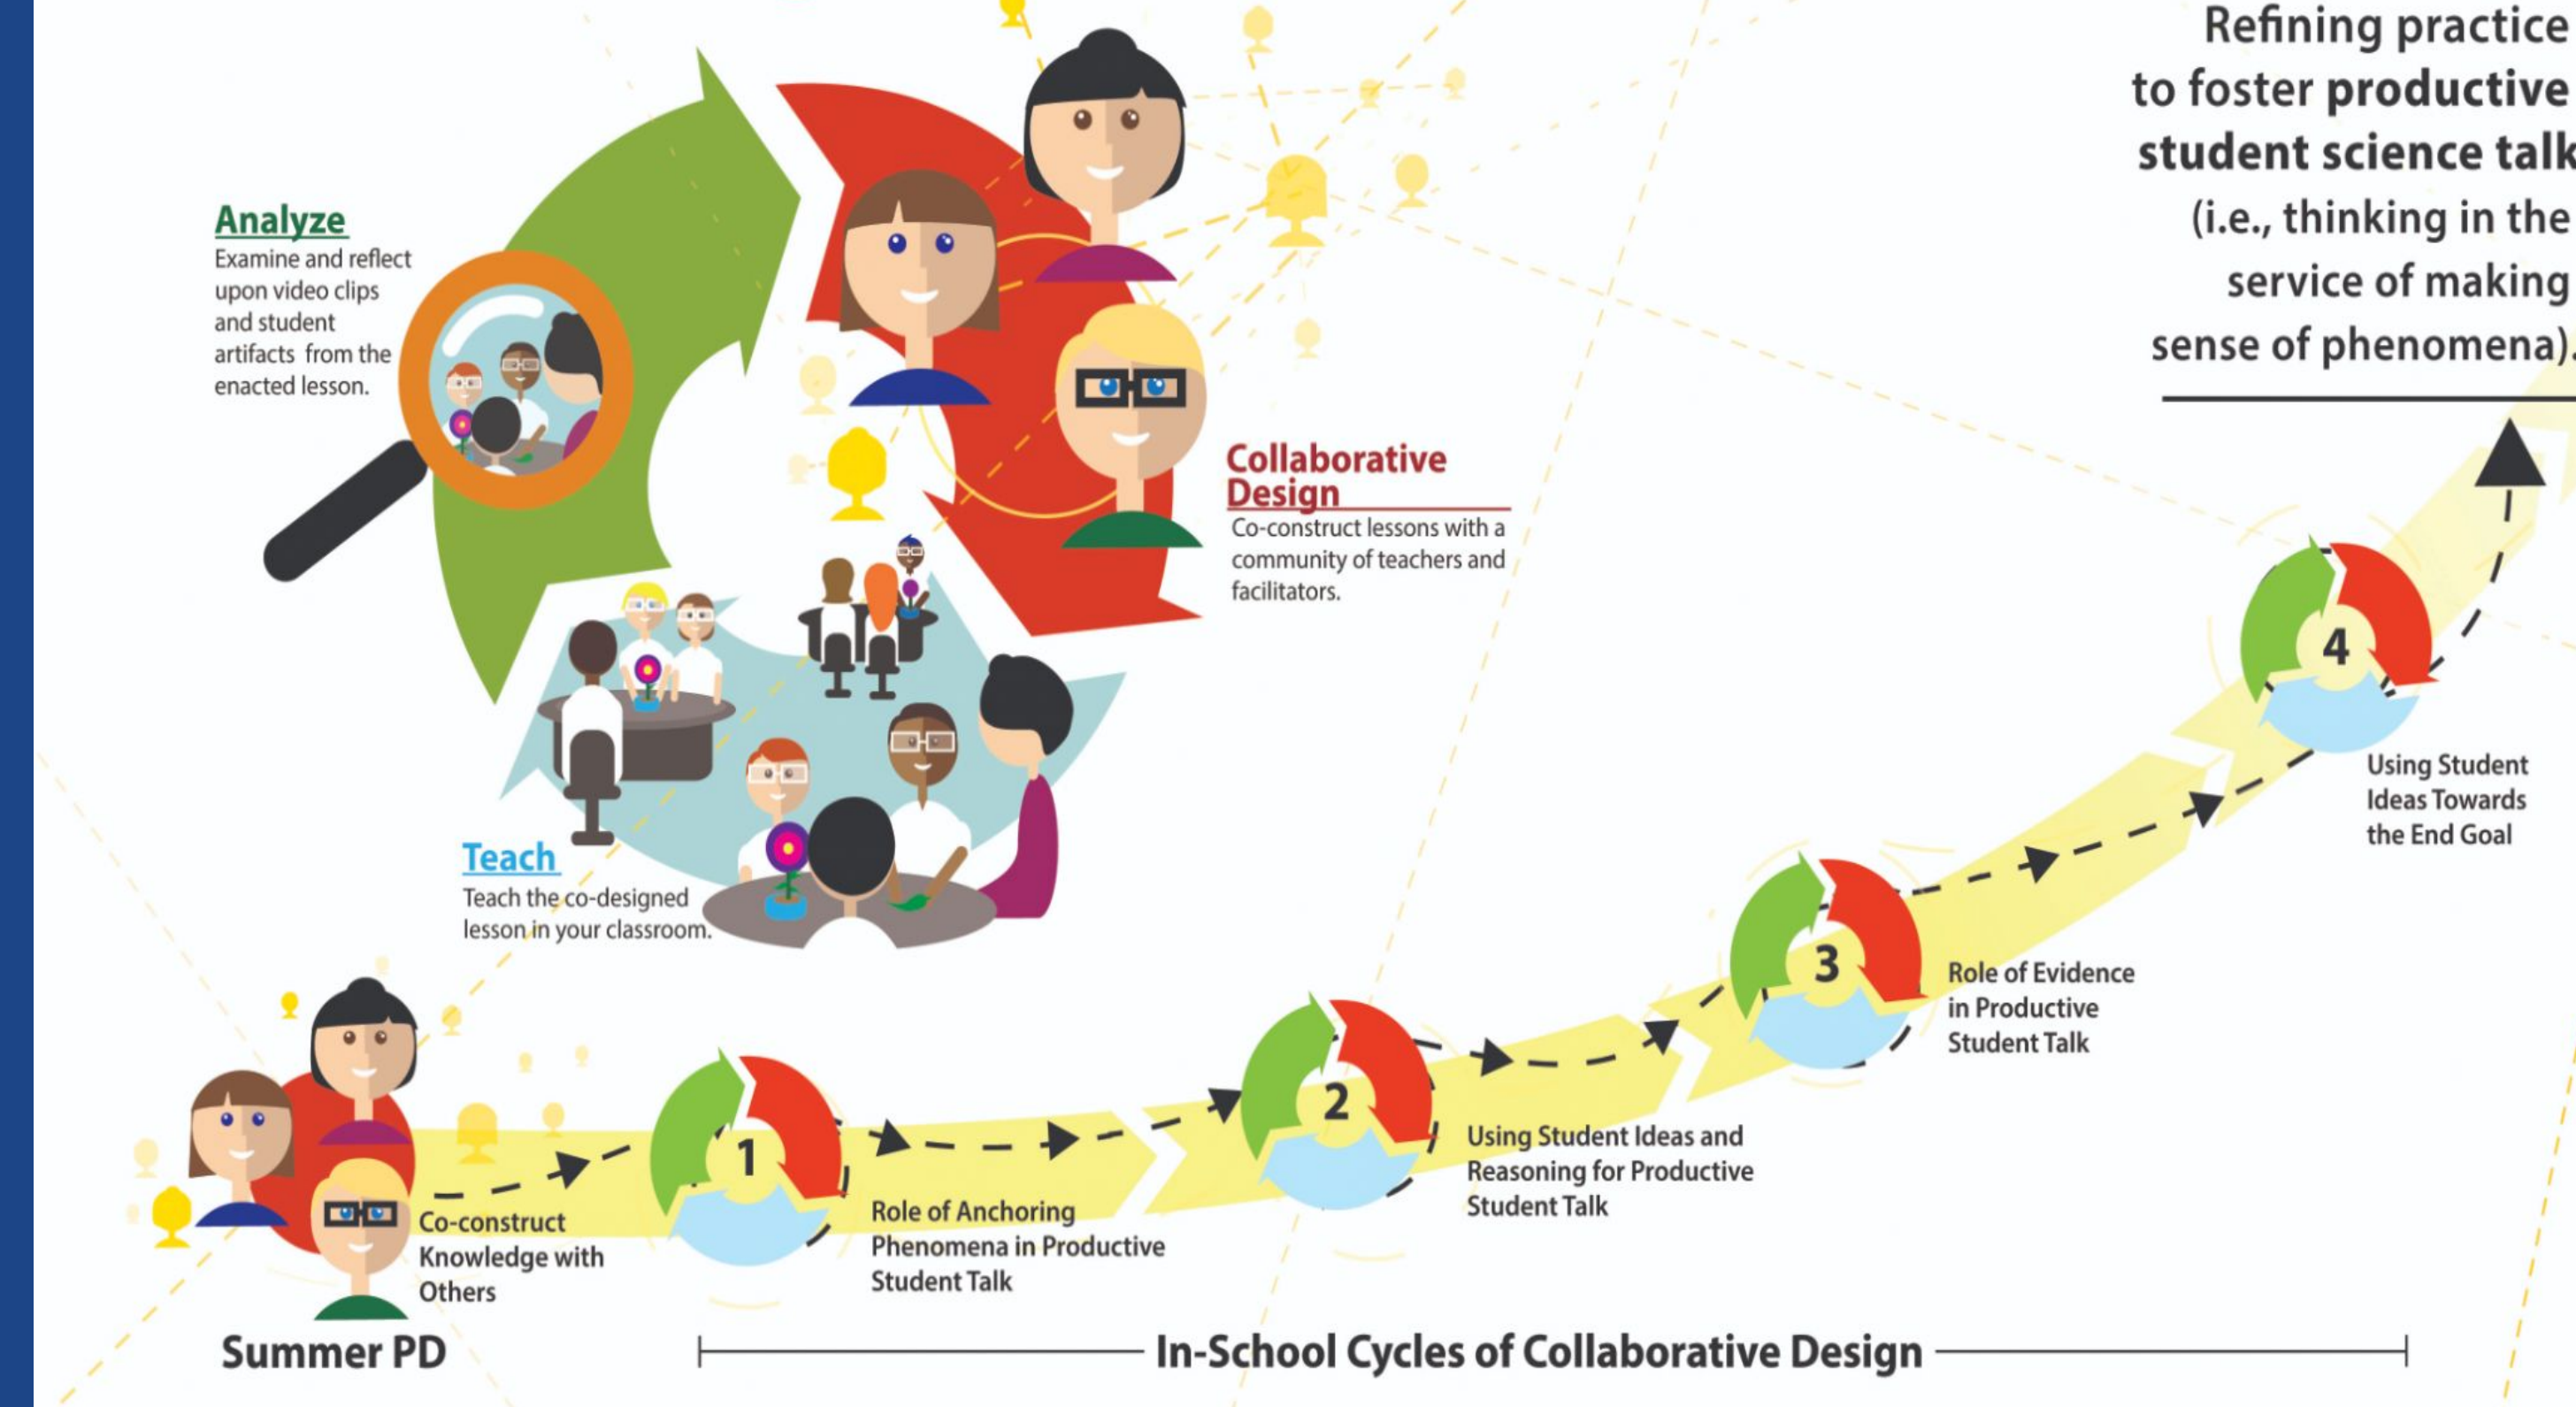 Refining practice
to foster productive
student science talk
(i.e., thinking in the
service of making
sense of phenomena).
Analyze
Examine and reflect
upon video clips
and student
artifacts from the
enacted lesson.
Collaborative
Design
Co-construct lessons with a
community of teachers and
facilitators.
Teach
Teach the co-designed
lesson in your classroom.
4
Using Student
Ideas Towards
the End Goal
3
Role of Evidence
in Productive
Student Talk
2
Using Student Ideas and
Reasoning for Productive
Student Talk
1
Role of Anchoring
Phenomena in Productive
Student Talk
Co-construct
Knowledge with
Others
Summer PD
In-School Cycles of Collaborative Design